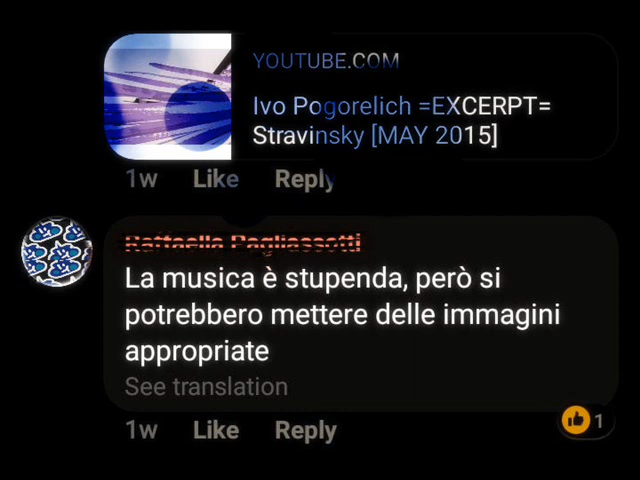 YOUTUBE.COM
Ivo Pogorelich =EXCERPT=
Stravinsky [MAY 2015]
1w Like Reply
La musica è stupenda, però si
potrebbero mettere delle immagini
appropriate
See translation
1w Like Reply
1